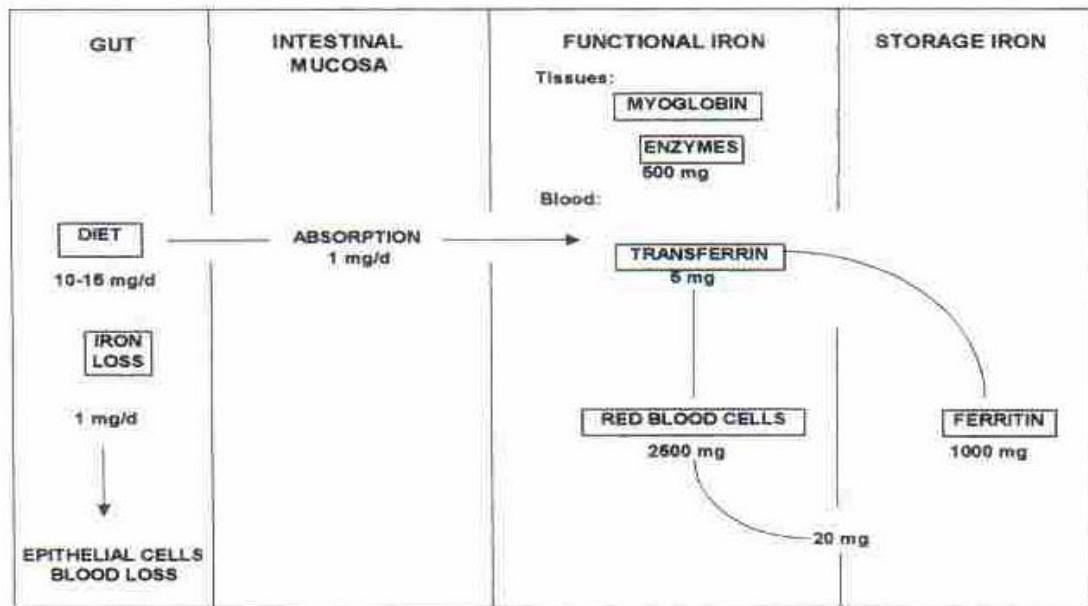 GUT
INTESTINAL
MUCOSA
FUNCTIONAL IRON
STORAGE IRON
Tissues:
MYOGLOBIN
ENZYMES
500 mg
Blood:
DIET
10-15 mg/d
ABSORPTION
1 mg/d
TRANSFERRIN
5 mg
IRON
LOSS
1 mg/d
RED BLOOD CELLS
2500 mg
FERRITIN
1000 mg
20 mg
EPITHELIAL CELLS
BLOOD LOSS